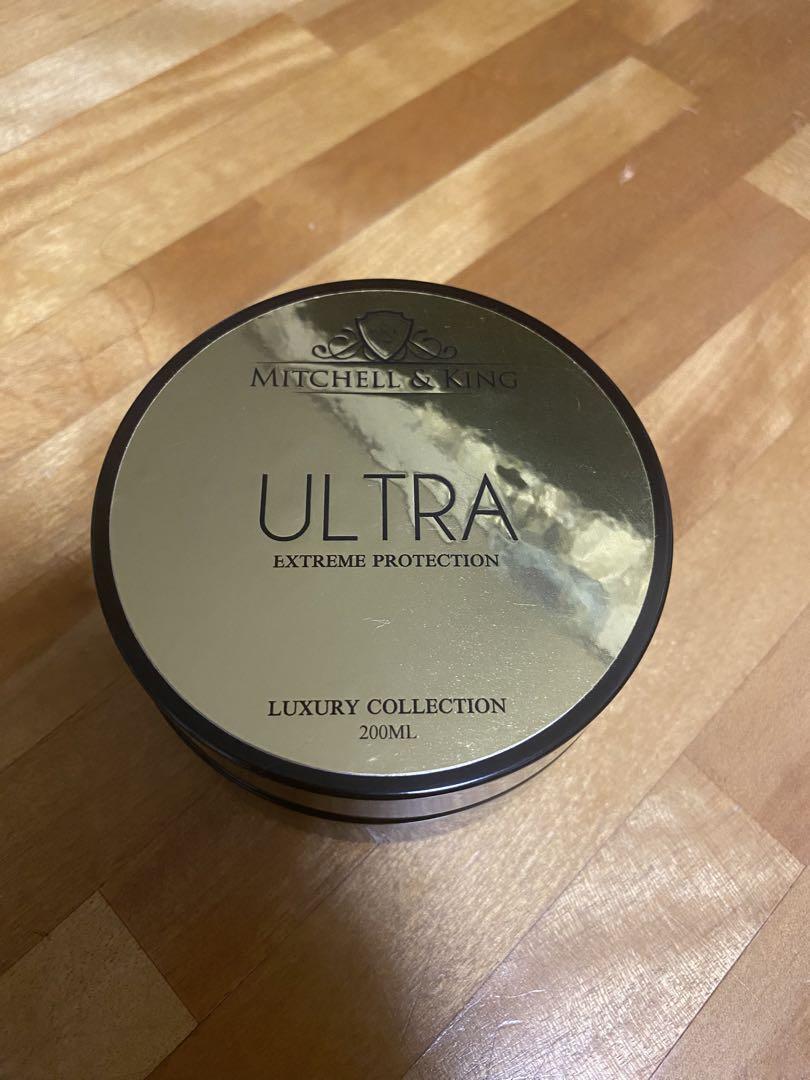 MITCHELL & KING
ULTRA
EXTREME PROTECTION
LUXURY COLLECTION
200ML